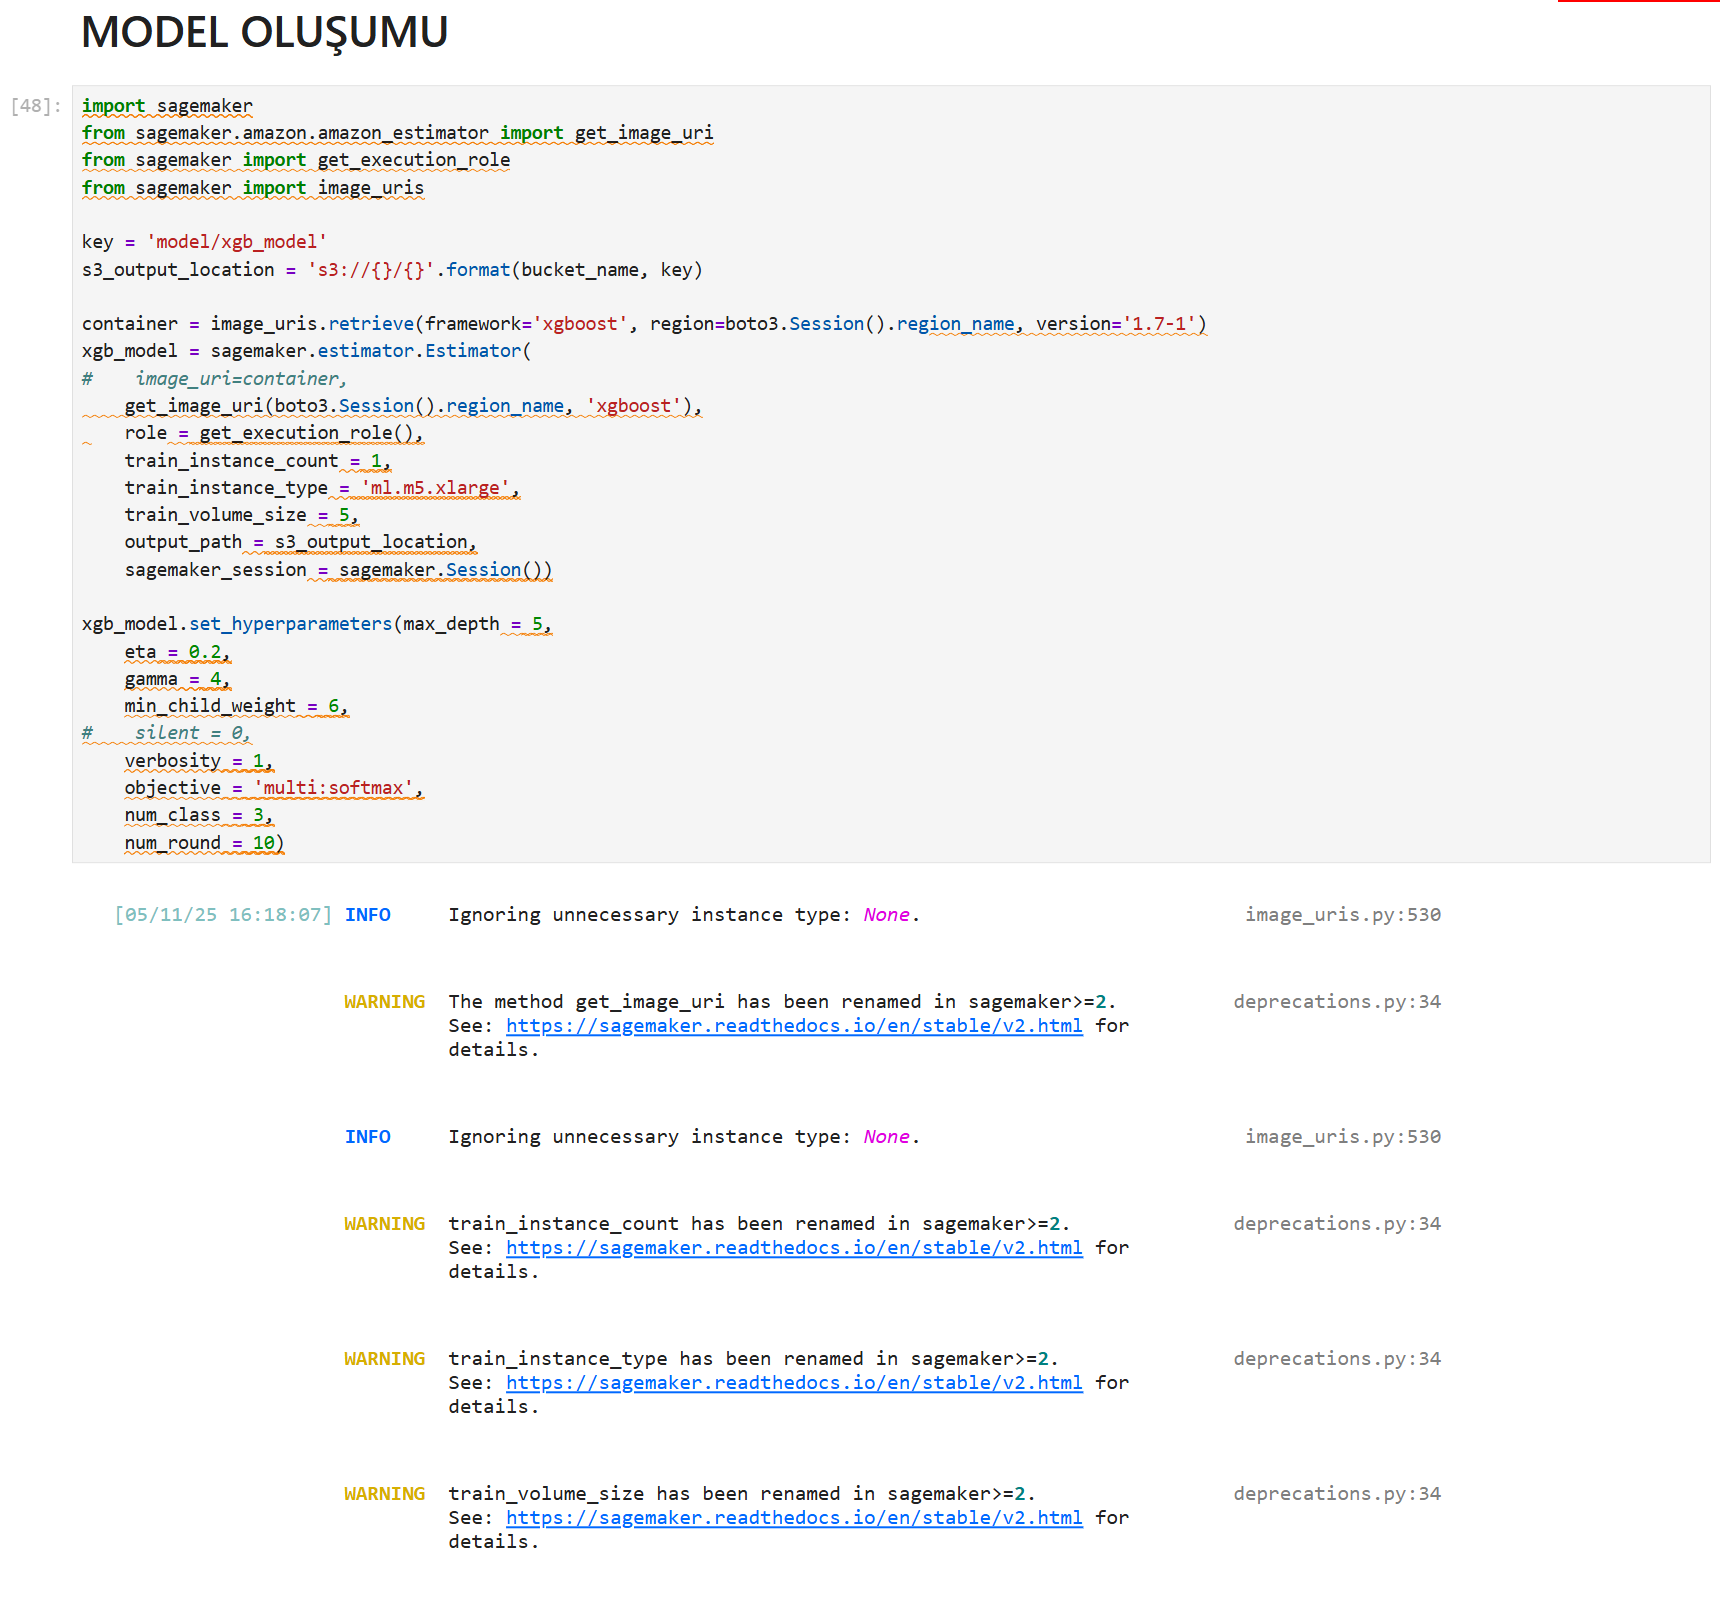 MODEL OLUŞUMU
[48]:
import sagemaker
from sagemaker.amazon.amazon_estimator import get_image_uri
from sagemaker import get_execution_role
from sagemaker import image_uris
key = 'model/xgb_model'
s3_output_location = 's3://{}/{}'.format(bucket_name, key)
container = image_uris.retrieve(framework='xgboost', region=boto3.Session().region_name, version='1.7-1')
xgb_model = sagemaker.estimator.Estimator(
#    image_uri=container,
    get_image_uri(boto3.Session().region_name, 'xgboost'),
    role = get_execution_role(),
    train_instance_count = 1,
    train_instance_type = 'ml.m5.xlarge',
    train_volume_size = 5,
    output_path = s3_output_location,
    sagemaker_session = sagemaker.Session())
xgb_model.set_hyperparameters(max_depth = 5,
    eta = 0.2,
    gamma = 4,
    min_child_weight = 6,
#    silent = 0,
    verbosity = 1,
    objective = 'multi:softmax',
    num_class = 3,
    num_round = 10)
[05/11/25 16:18:07] INFO     Ignoring unnecessary instance type: None.     image_uris.py:530
WARNING  The method get_image_uri has been renamed in sagemaker>=2.     deprecations.py:34
See: https://sagemaker.readthedocs.io/en/stable/v2.html for
details.
INFO     Ignoring unnecessary instance type: None.     image_uris.py:530
WARNING  train_instance_count has been renamed in sagemaker>=2.     deprecations.py:34
See: https://sagemaker.readthedocs.io/en/stable/v2.html for
details.
WARNING  train_instance_type has been renamed in sagemaker>=2.     deprecations.py:34
See: https://sagemaker.readthedocs.io/en/stable/v2.html for
details.
WARNING  train_volume_size has been renamed in sagemaker>=2.     deprecations.py:34
See: https://sagemaker.readthedocs.io/en/stable/v2.html for
details.